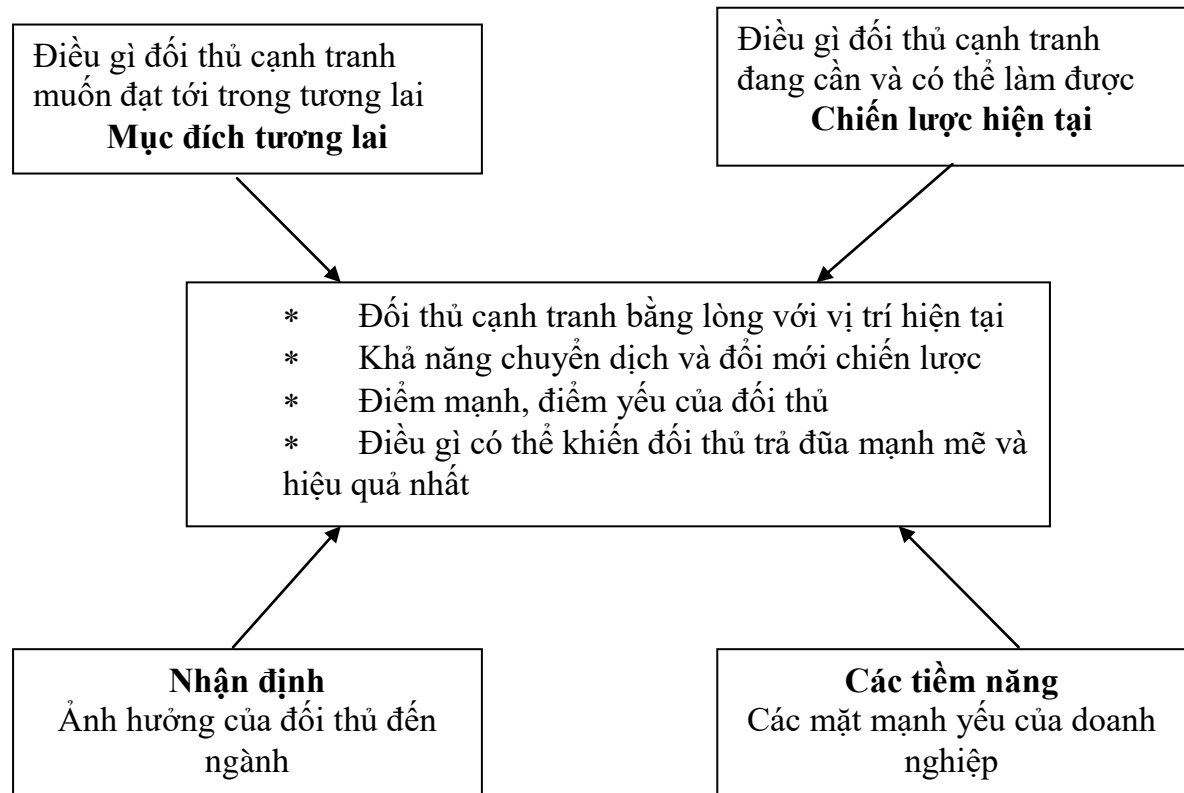 Điều gì đối thủ cạnh tranh
muốn đạt tới trong tương lai
Mục đích tương lai
Điều gì đối thủ cạnh tranh
đang cần và có thể làm được
Chiến lược hiện tại
* Đối thủ cạnh tranh bằng lòng với vị trí hiện tại
* Khả năng chuyển dịch và đổi mới chiến lược
* Điểm mạnh, điểm yếu của đối thủ
* Điều gì có thể khiến đối thủ trả đũa mạnh mẽ và
hiệu quả nhất
Nhận định
Ảnh hưởng của đối thủ đến
ngành
Các tiềm năng
Các mặt mạnh yếu của doanh
nghiệp